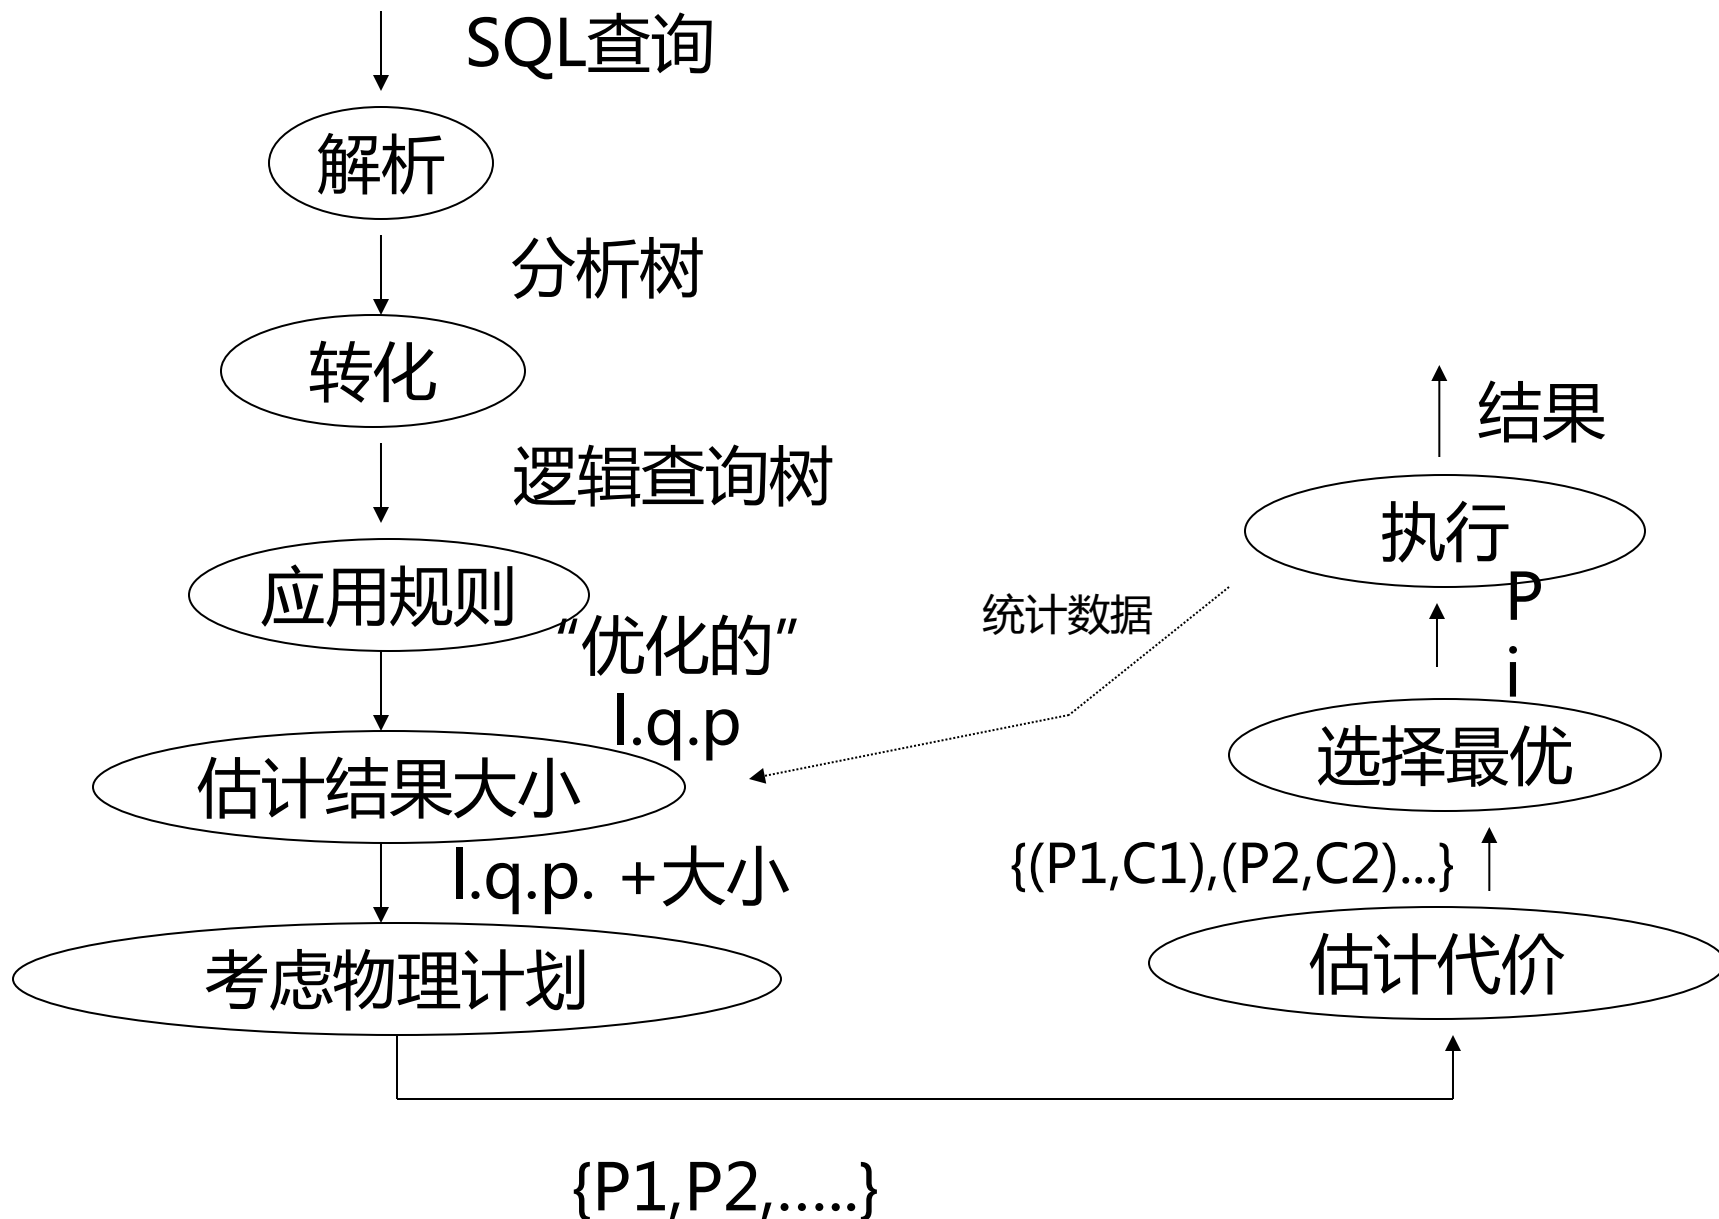 SQL查询
解析
分析树
转化
逻辑查询树
应用规则
“优化的”
l.q.p
估计结果大小
l.q.p. +大小
考虑物理计划
{P1,P2,…..}
统计数据
结果
执行
P
i
选择最优
{(P1,C1),(P2,C2)...}
估计代价